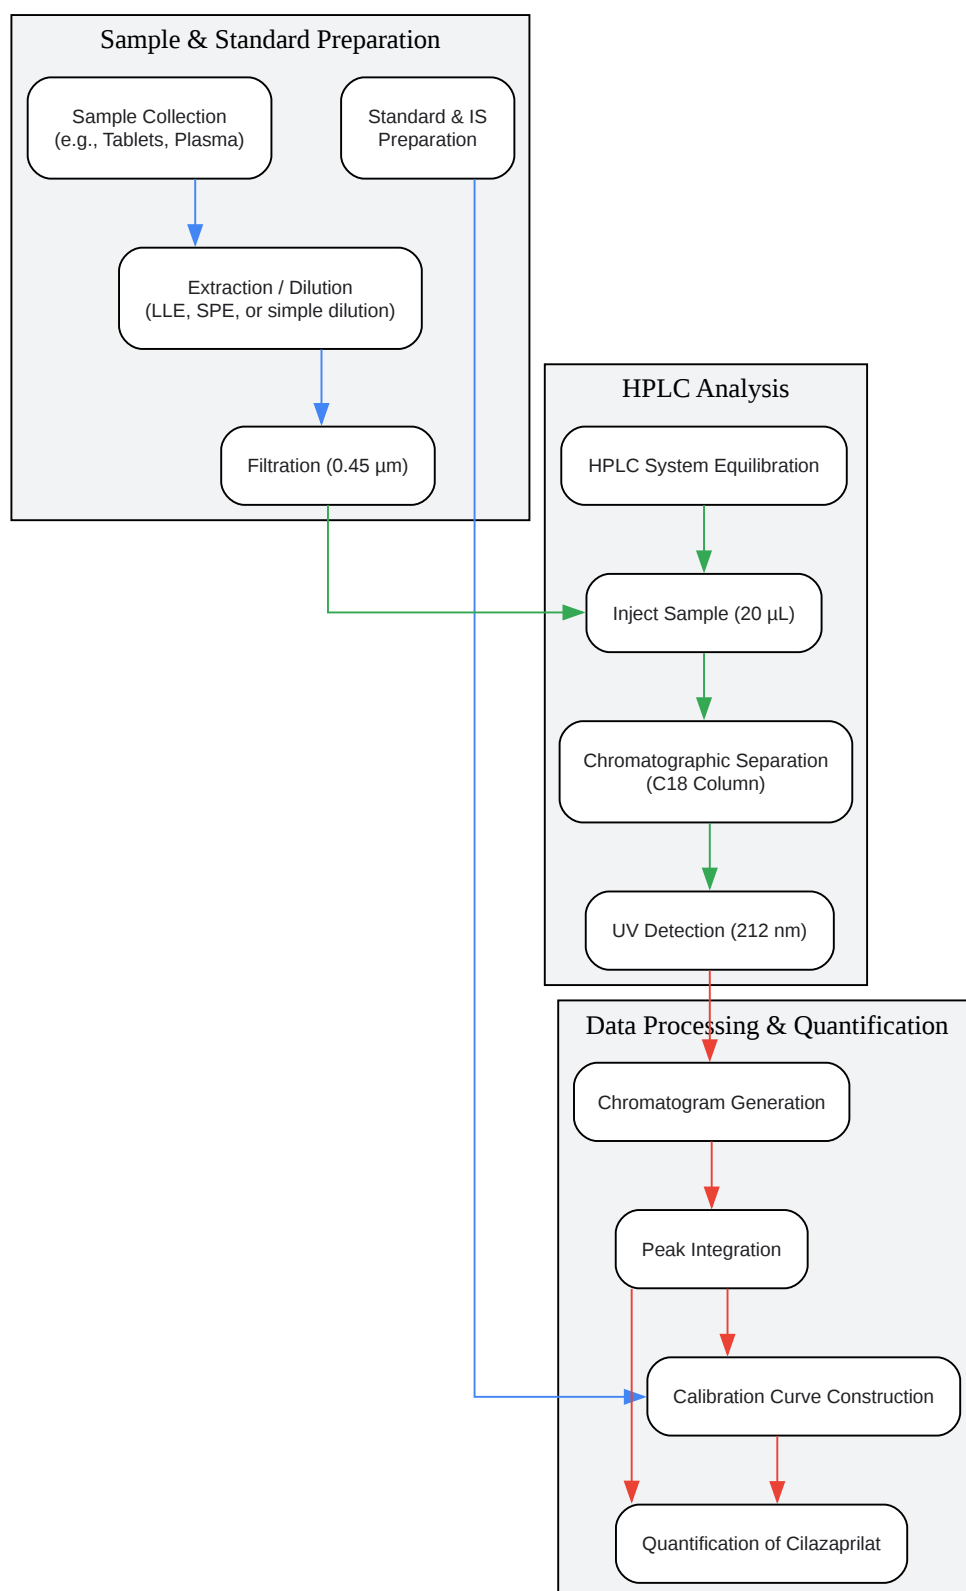 Sample & Standard Preparation
Sample Collection
(e.g., Tablets, Plasma)
Standard & IS
Preparation
Extraction / Dilution
(LLE, SPE, or simple dilution)
Filtration (0.45 µm)
HPLC Analysis
HPLC System Equilibration
Inject Sample (20 µL)
Chromatographic Separation
(C18 Column)
UV Detection (212 nm)
Data Processing & Quantification
Chromatogram Generation
Peak Integration
Calibration Curve Construction
Quantification of Cilazaprilat